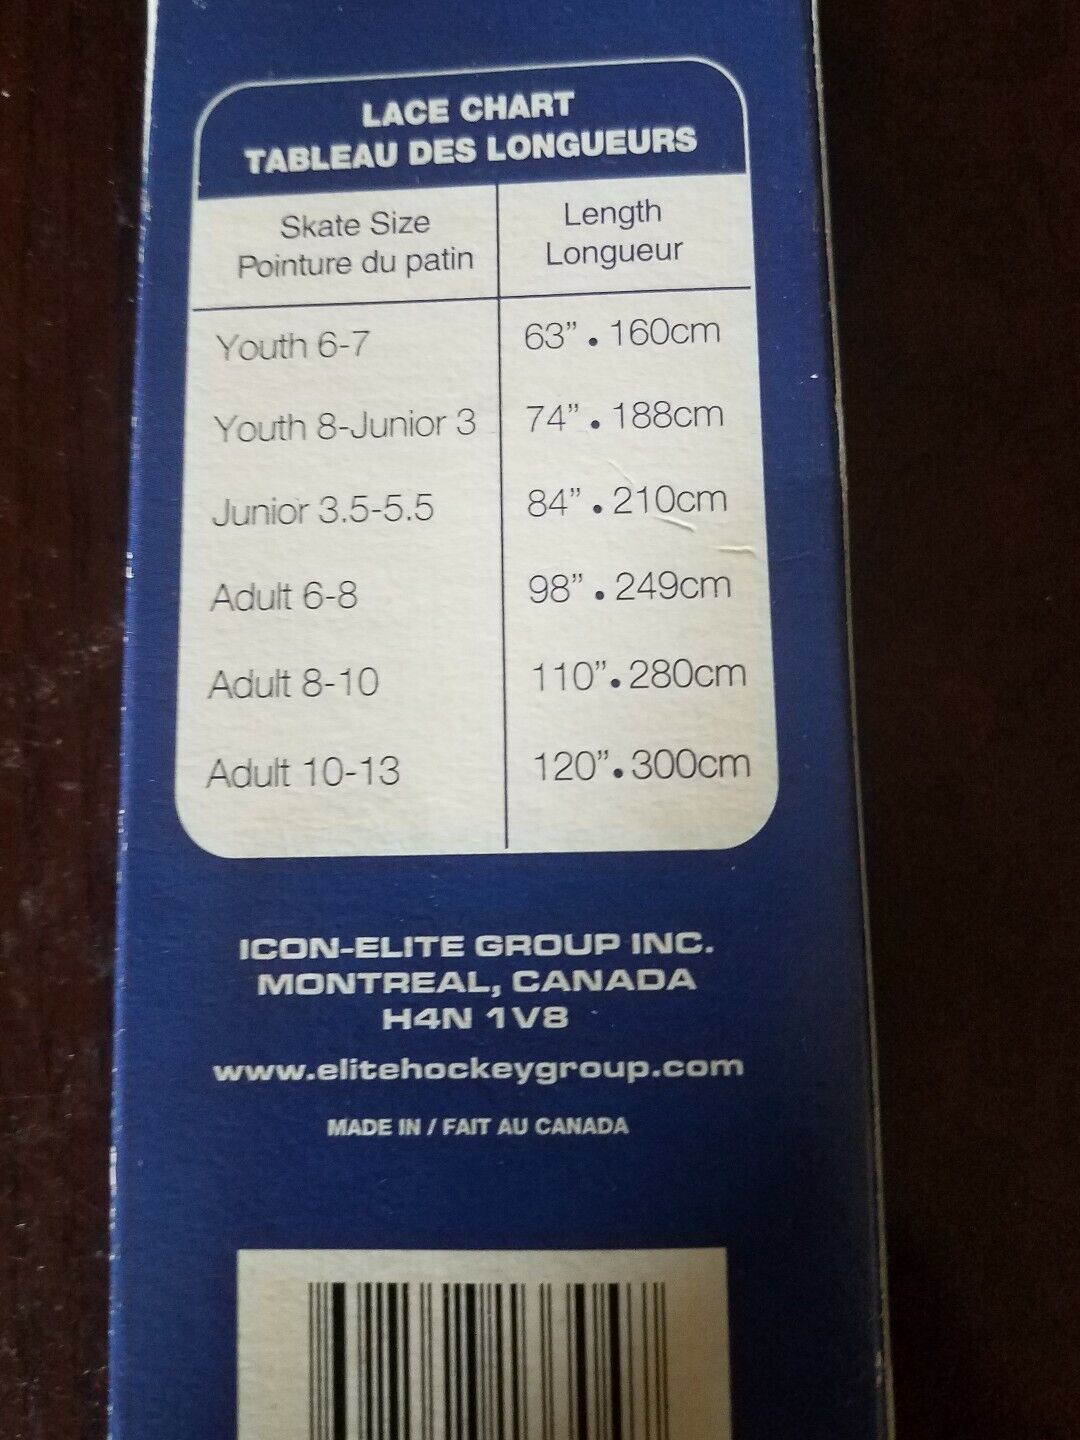 LACE CHART
TABLEAU DES LONGUEURS
Skate Size Length
Pointure du patin Longueur
Youth 6-7 63” • 160cm
Youth 8-Junior 3 74” • 188cm
Junior 3.5-5.5 84” • 210cm
Adult 6-8 98” • 249cm
Adult 8-10 110” • 280cm
Adult 10-13 120” • 300cm
ICON-ELITE GROUP INC.
MONTREAL, CANADA
H4N 1V8
www.elitehockeygroup.com
MADE IN / FAIT AU CANADA